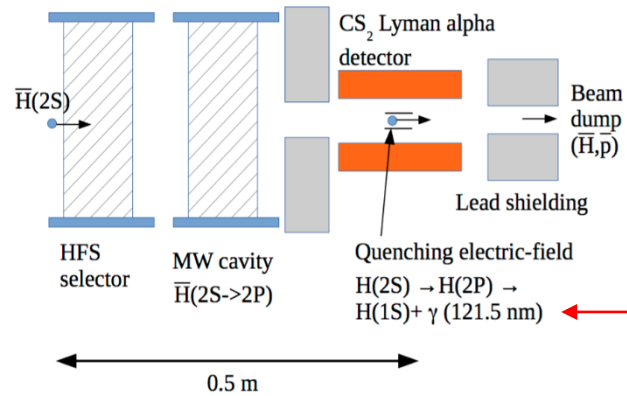 CS₂ Lyman alpha
detector
H̅(2S)
Beam
dump
(H̅,p̅)
Lead shielding
HFS
selector
MW cavity
H̅(2S->2P)
Quenching electric-field
H(2S) →H(2P) →
H(1S)+ γ (121.5 nm)
0.5 m